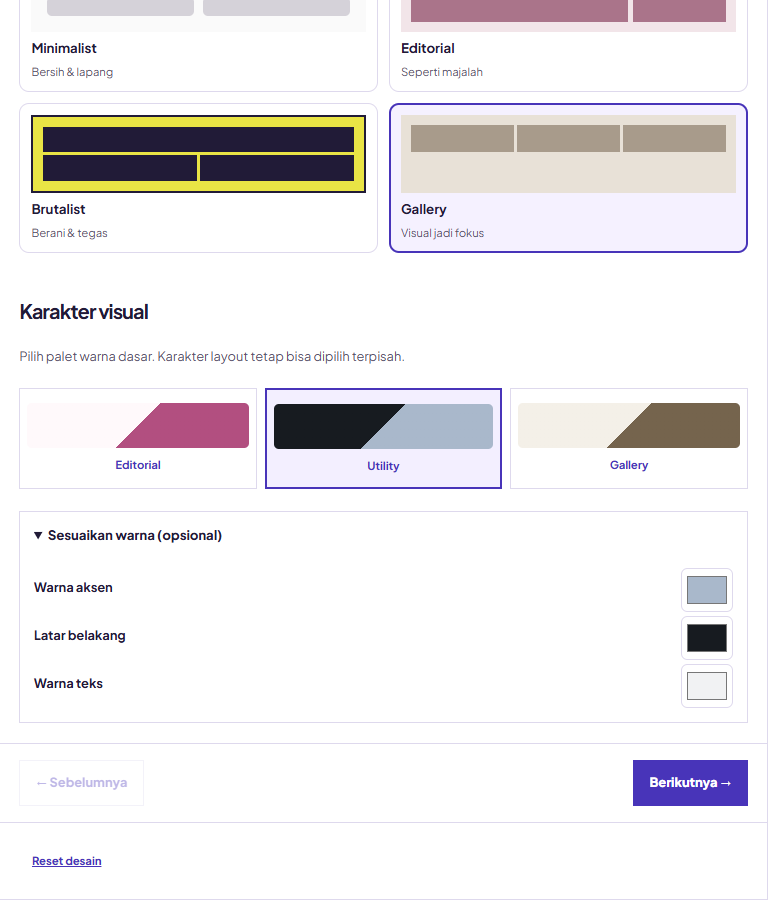 Minimalist
Bersih & lapang
Editorial
Seperti majalah
Brutalist
Berani & tegas
Gallery
Visual jadi fokus
Karakter visual
Pilih palet warna dasar. Karakter layout tetap bisa dipilih terpisah.
Editorial
Utility
Gallery
▼ Sesuaikan warna (opsional)
Warna aksen
Latar belakang
Warna teks
← Sebelumnya
Berikutnya →
Reset desain